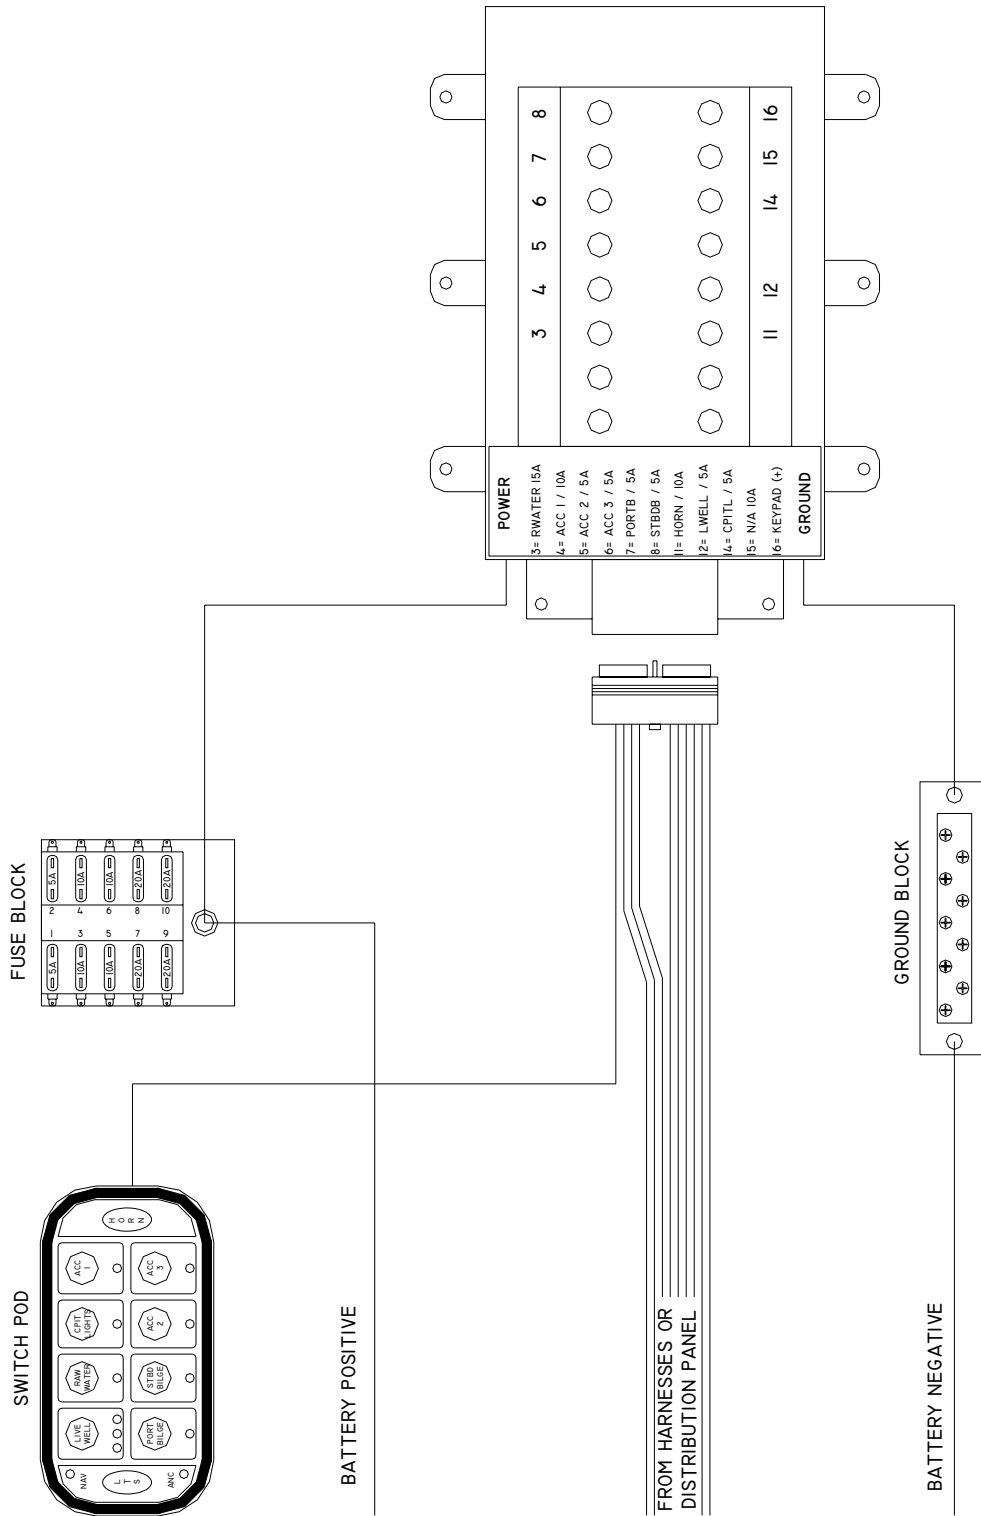 8
7
6
5
4
3
16
15
14
12
11
POWER
3= RWATER 15A
4= ACC 1 / 10A
5= ACC 2 / 5A
6= ACC 3 / 5A
7= PORTB / 5A
8= STBDB / 5A
11= HORN / 10A
12= LWELL / 5A
14= CPITL / 5A
15= N/A 10A
16= KEYPAD (+)
GROUND
FUSE BLOCK
5A
10A
10A
20A
20A
2
4
6
8
10
1
3
5
7
9
5A
10A
10A
20A
20A
GROUND BLOCK
SWITCH POD
HORN
ACC 1
ACC 3
CPIT LIGHTS
ACC 2
RAW WATER
STBD BILGE
LIVE WELL
PORT BILGE
NAV
LTS
ANC
BATTERY POSITIVE
FROM HARNESSES OR
DISTRIBUTION PANEL
BATTERY NEGATIVE